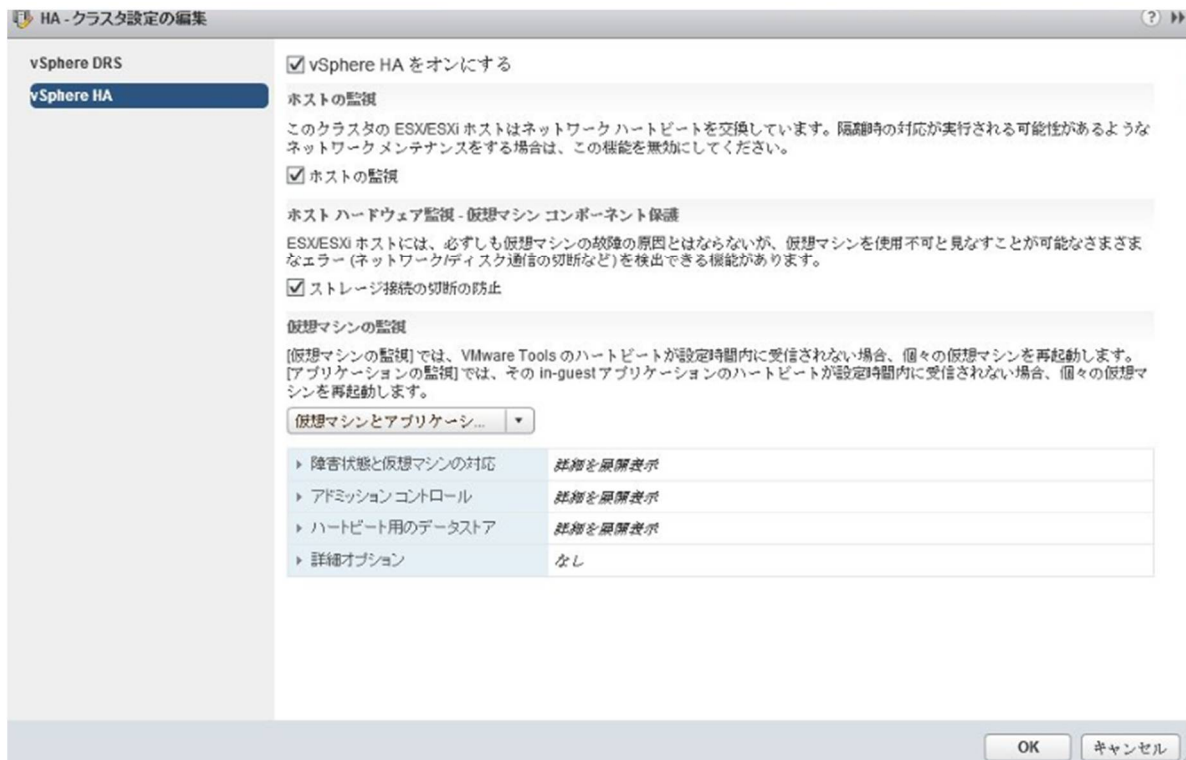 HA - クラスタ設定の編集
vSphere DRS
vSphere HA
vSphere HA をオンにする
ホストの監視
このクラスタの ESX/ESXi ホストはネットワーク ハートビートを交換しています。隔離時の対応が実行される可能性があるような
ネットワーク メンテナンスをする場合は、この機能を無効にしてください。
ホストの監視
ホスト ハードウェア監視 - 仮想マシン コンポーネント保護
ESX/ESXi ホストには、必ずしも仮想マシンの故障の原因とはならないが、仮想マシンを使用不可と見なすことが可能なさまざま
なエラー (ネットワーク/ディスク通信の切断など) を検出できる機能があります。
ストレージ接続の切断の防止
仮想マシンの監視
[仮想マシンの監視] では、VMware Tools のハートビートが設定時間内に受信されない場合、個々の仮想マシンを再起動します。
[アプリケーションの監視] では、その in-guest アプリケーションのハートビートが設定時間内に受信されない場合、個々の仮想マ
シンを再起動します。
仮想マシンとアプリケーシ...
障害状態と仮想マシンの対応 詳細を展開表示
アドミッション コントロール 詳細を展開表示
ハートビート用のデータストア 詳細を展開表示
詳細オプション なし
OK キャンセル